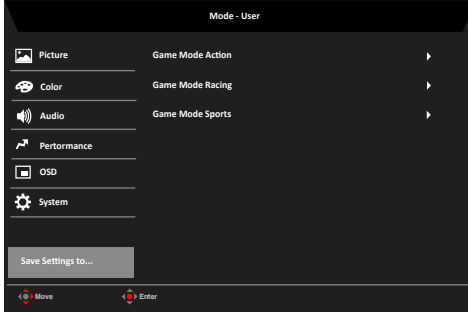 Mode - User
Picture
Color
Audio
Pertormance
OSD
System
Save Settings to...
Game Mode Action
Game Mode Racing
Game Mode Sports
Move
Enter